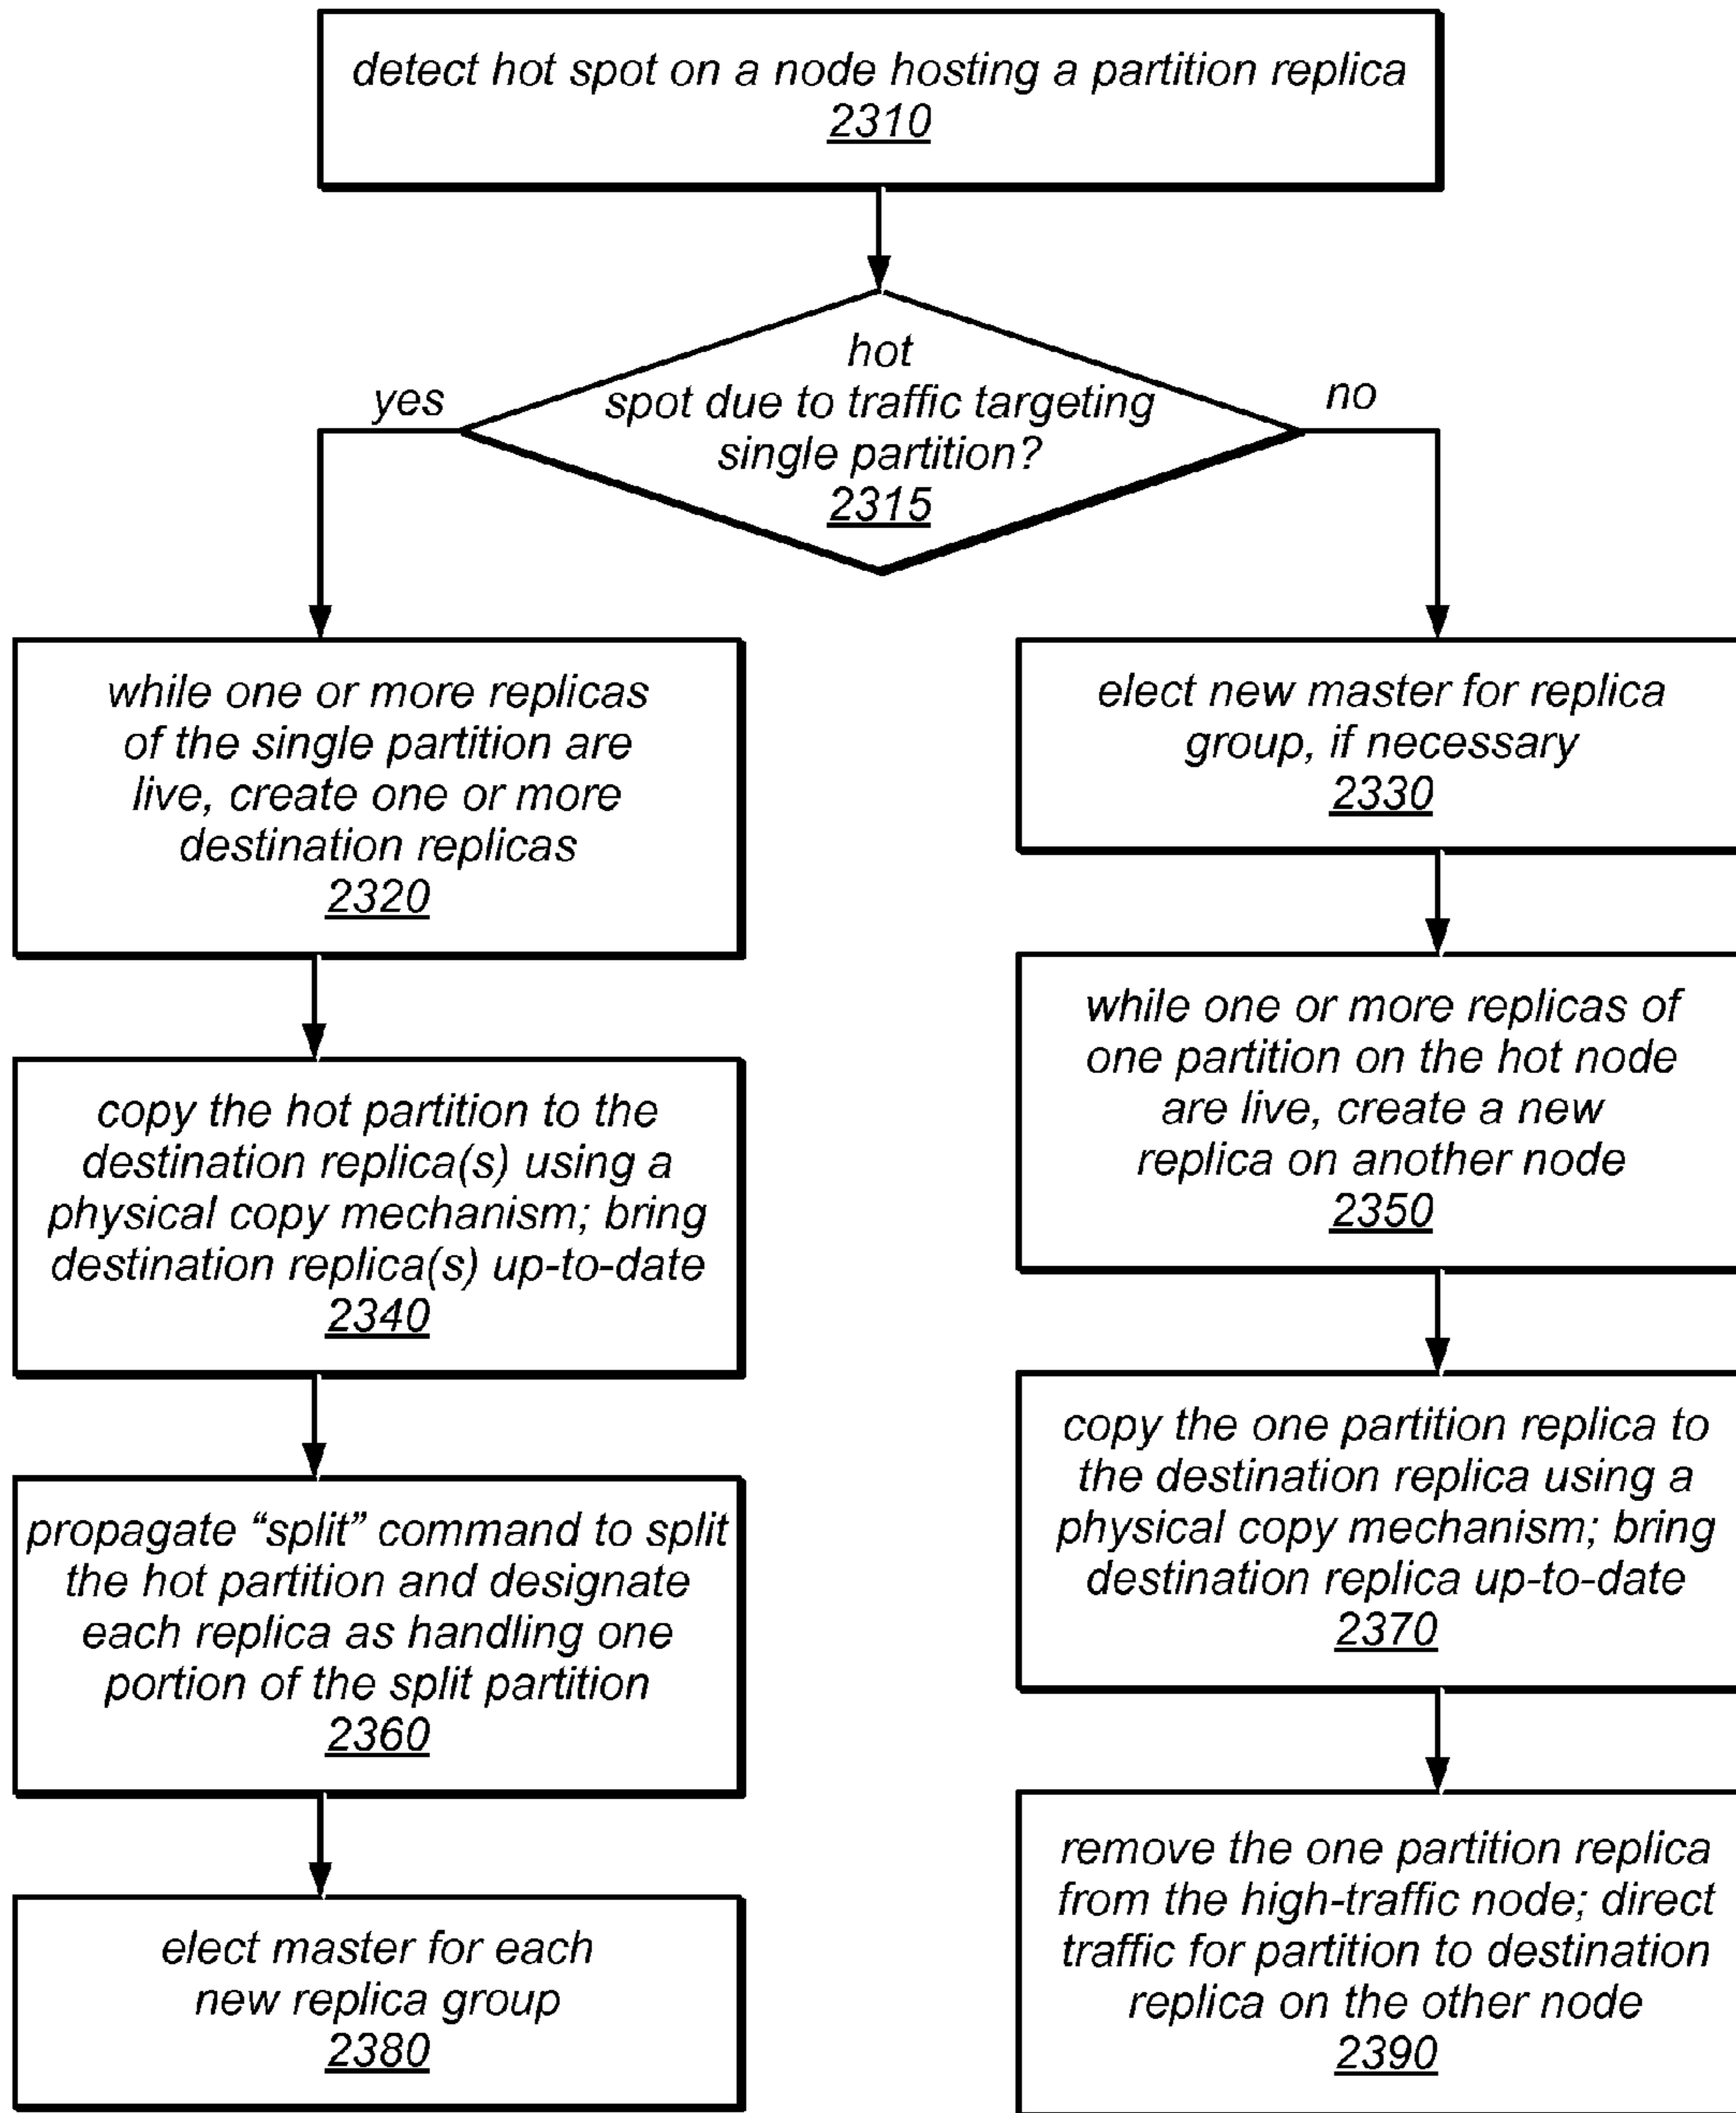 detect hot spot on a node hosting a partition replica
2310
hot
spot due to traffic targeting
single partition?
2315
yes
no
while one or more replicas
of the single partition are
live, create one or more
destination replicas
2320
copy the hot partition to the
destination replica(s) using a
physical copy mechanism; bring
destination replica(s) up-to-date
2340
propagate “split” command to split
the hot partition and designate
each replica as handling one
portion of the split partition
2360
elect master for each
new replica group
2380
elect new master for replica
group, if necessary
2330
while one or more replicas of
one partition on the hot node
are live, create a new
replica on another node
2350
copy the one partition replica to
the destination replica using a
physical copy mechanism; bring
destination replica up-to-date
2370
remove the one partition replica
from the high-traffic node; direct
traffic for partition to destination
replica on the other node
2390